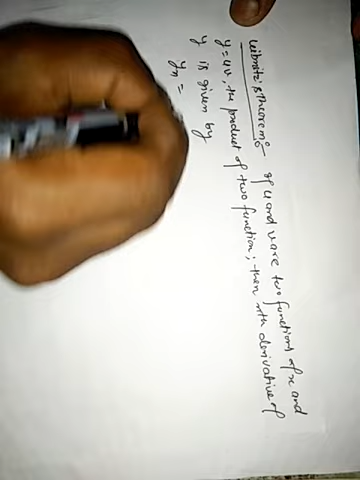 Leibnitz's Theorem:- If u and v are two functions of x and
y = uv, the product of two function; then nth derivative of
y is given by
yn =